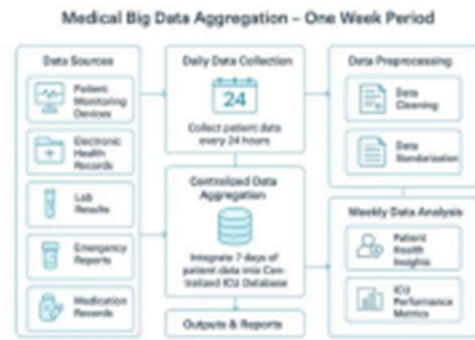 Medical Big Data Aggregation – One Week Period
Data Sources
Patient
Monitoring
Devices
Electronic
Health
Records
Lab
Results
Emergency
Reports
Medication
Records
Daily Data Collection
24
Collect patient data
every 24 hours
Centralized Data
Aggregation
Integrate 7 days of
patient data into Cen-
tralized ICU Database
Outputs & Reports
Data Preprocessing
Data
Cleaning
Data
Standardization
Weekly Data Analysis
Patient
Health
Insights
ICU
Performance
Metrics